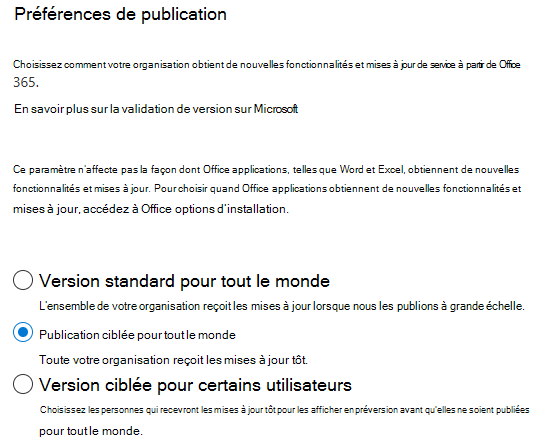 Préférences de publication
Choisissez comment votre organisation obtient de nouvelles fonctionnalités et mises à jour de service à partir de Office
365.
En savoir plus sur la validation de version sur Microsoft
Ce paramètre n'affecte pas la façon dont Office applications, telles que Word et Excel, obtiennent de nouvelles
fonctionnalités et mises à jour. Pour choisir quand Office applications obtiennent de nouvelles fonctionnalités et
mises à jour, accédez à Office options d'installation.
Version standard pour tout le monde
L'ensemble de votre organisation reçoit les mises à jour lorsque nous les publions à grande échelle.
Publication ciblée pour tout le monde
Toute votre organisation reçoit les mises à jour tôt.
Version ciblée pour certains utilisateurs
Choisissez les personnes qui recevront les mises à jour tôt pour les afficher en préversion avant qu'elles ne soient publiées
pour tout le monde.